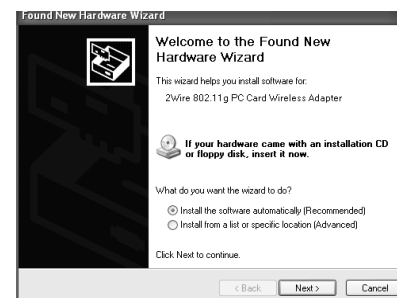 Found New Hardware Wizard
Welcome to the Found New
Hardware Wizard
This wizard helps you install software for:
2Wire 802.11g PC Card Wireless Adapter
If your hardware came with an installation CD
or floppy disk, insert it now.
What do you want the wizard to do?
Install the software automatically (Recommended)
Install from a list or specific location (Advanced)
Click Next to continue.
< Back
Next >
Cancel